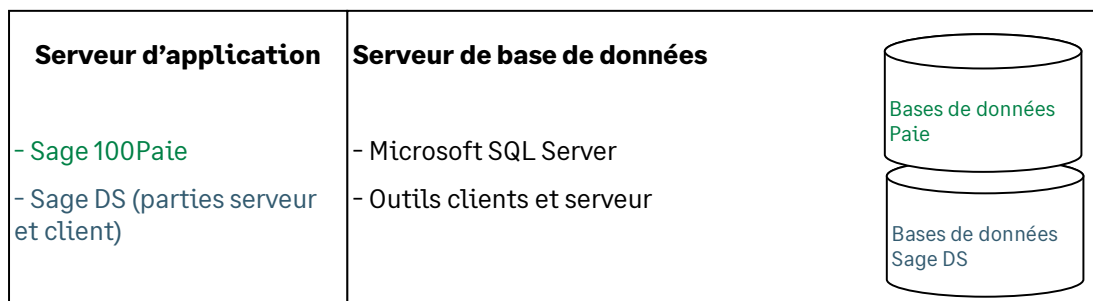 Serveur d'application
- Sage 100Paie
- Sage DS (parties serveur
et client)
Serveur de base de données
- Microsoft SQL Server
- Outils clients et serveur
Bases de données
Paie
Bases de données
Sage DS